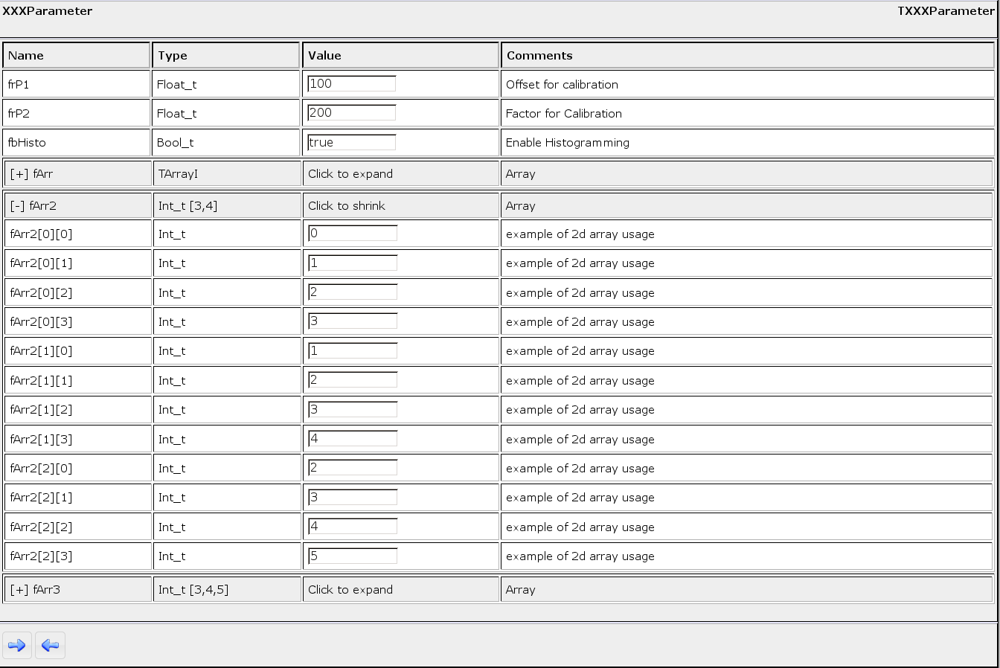 XXXParameter TXXXParameter
Name Type Value Comments
frP1 Float_t 100 Offset for calibration
frP2 Float_t 200 Factor for Calibration
fbHisto Bool_t true Enable Histogramming
[+] fArr TArrayI Click to expand Array
[-] fArr2 Int_t [3,4] Click to shrink Array
fArr2[0][0] Int_t 0 example of 2d array usage
fArr2[0][1] Int_t 1 example of 2d array usage
fArr2[0][2] Int_t 2 example of 2d array usage
fArr2[0][3] Int_t 3 example of 2d array usage
fArr2[1][0] Int_t 1 example of 2d array usage
fArr2[1][1] Int_t 2 example of 2d array usage
fArr2[1][2] Int_t 3 example of 2d array usage
fArr2[1][3] Int_t 4 example of 2d array usage
fArr2[2][0] Int_t 2 example of 2d array usage
fArr2[2][1] Int_t 3 example of 2d array usage
fArr2[2][2] Int_t 4 example of 2d array usage
fArr2[2][3] Int_t 5 example of 2d array usage
[+] fArr3 Int_t [3,4,5] Click to expand Array